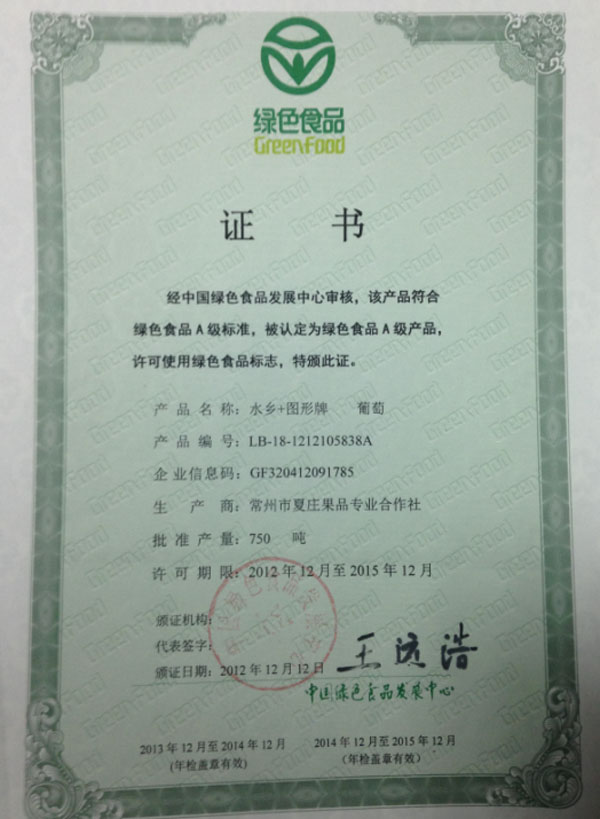 绿色食品
GreenFood
证 书
经中国绿色食品发展中心审核，该产品符合
绿色食品A级标准，被认定为绿色食品A级产品，
许可使用绿色食品标志，特颁此证。
产 品 名 称：水乡+图形牌 葡萄
产 品 编 号：LB-18-1212105838A
企业信息码：GF320412091785
生 产 商：常州市夏庄果品专业合作社
批 准 产 量：750 吨
许 可 期 限：2012年12月至2015年12月
颁证机构：
代表签字：
颁证日期：2012年12月12日
中国绿色食品发展中心
2013年12月至2014年12月 2014年12月至2015年12月
(年检盖章有效) （年检盖章有效）